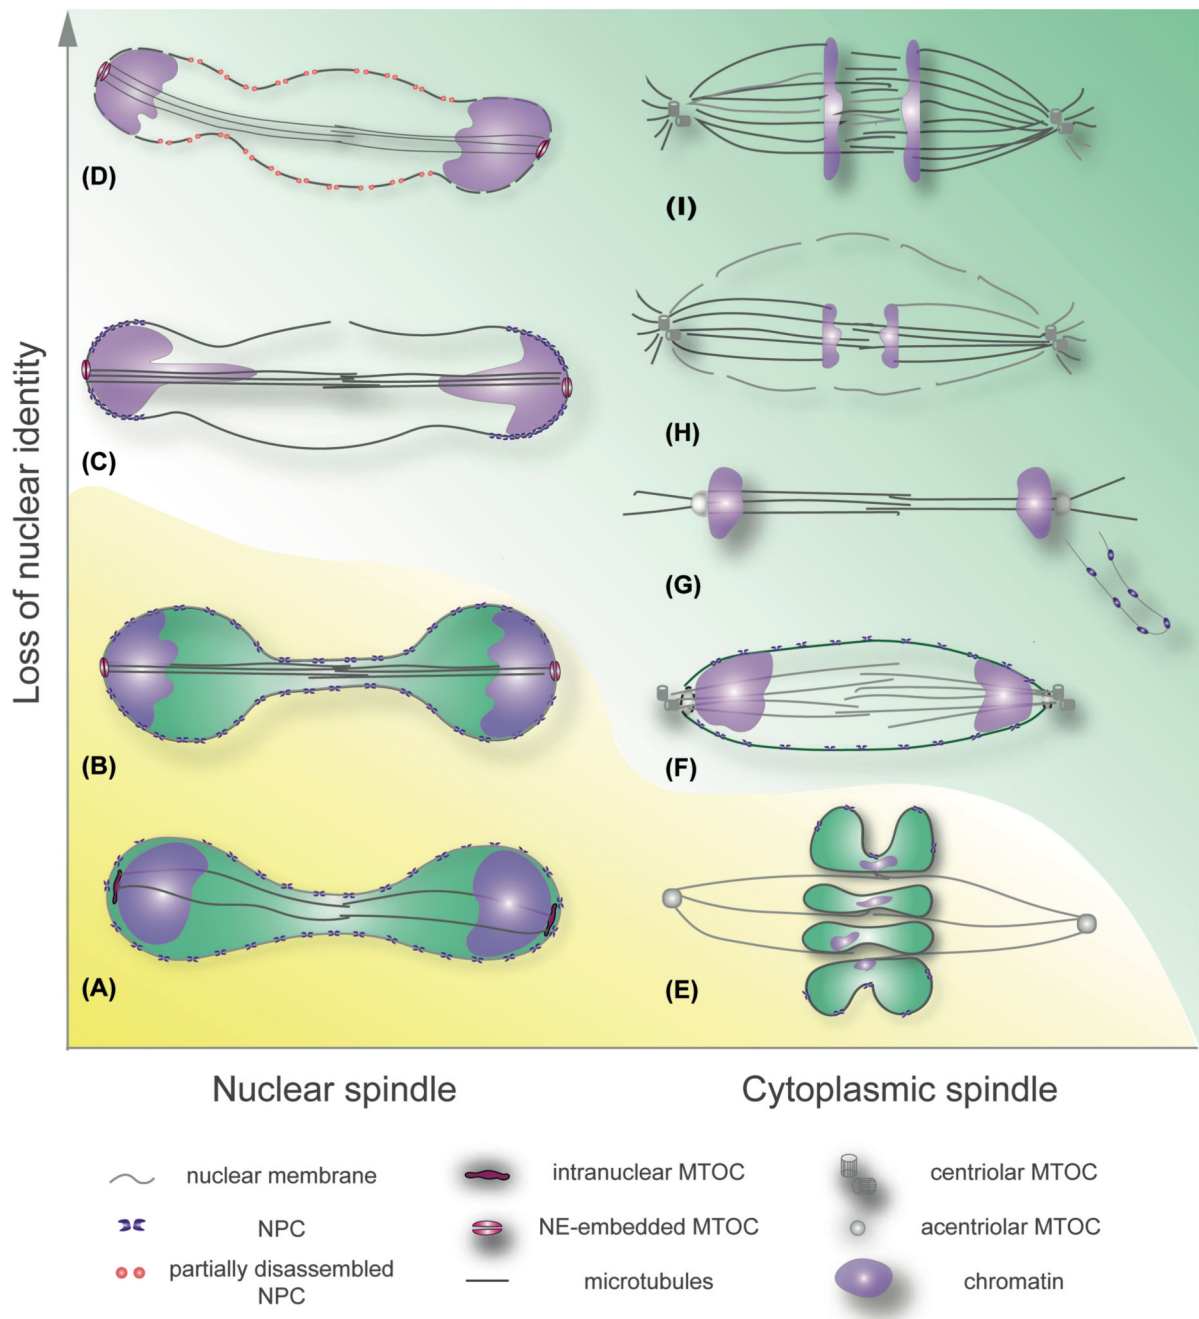 Loss of nuclear identity
(D)
(I)
(C)
(H)
(G)
(B)
(F)
(A)
(E)
Nuclear spindle
Cytoplasmic spindle
nuclear membrane
intranuclear MTOC
centriolar MTOC
NPC
NE-embedded MTOC
acentriolar MTOC
partially disassembled
NPC
microtubules
chromatin